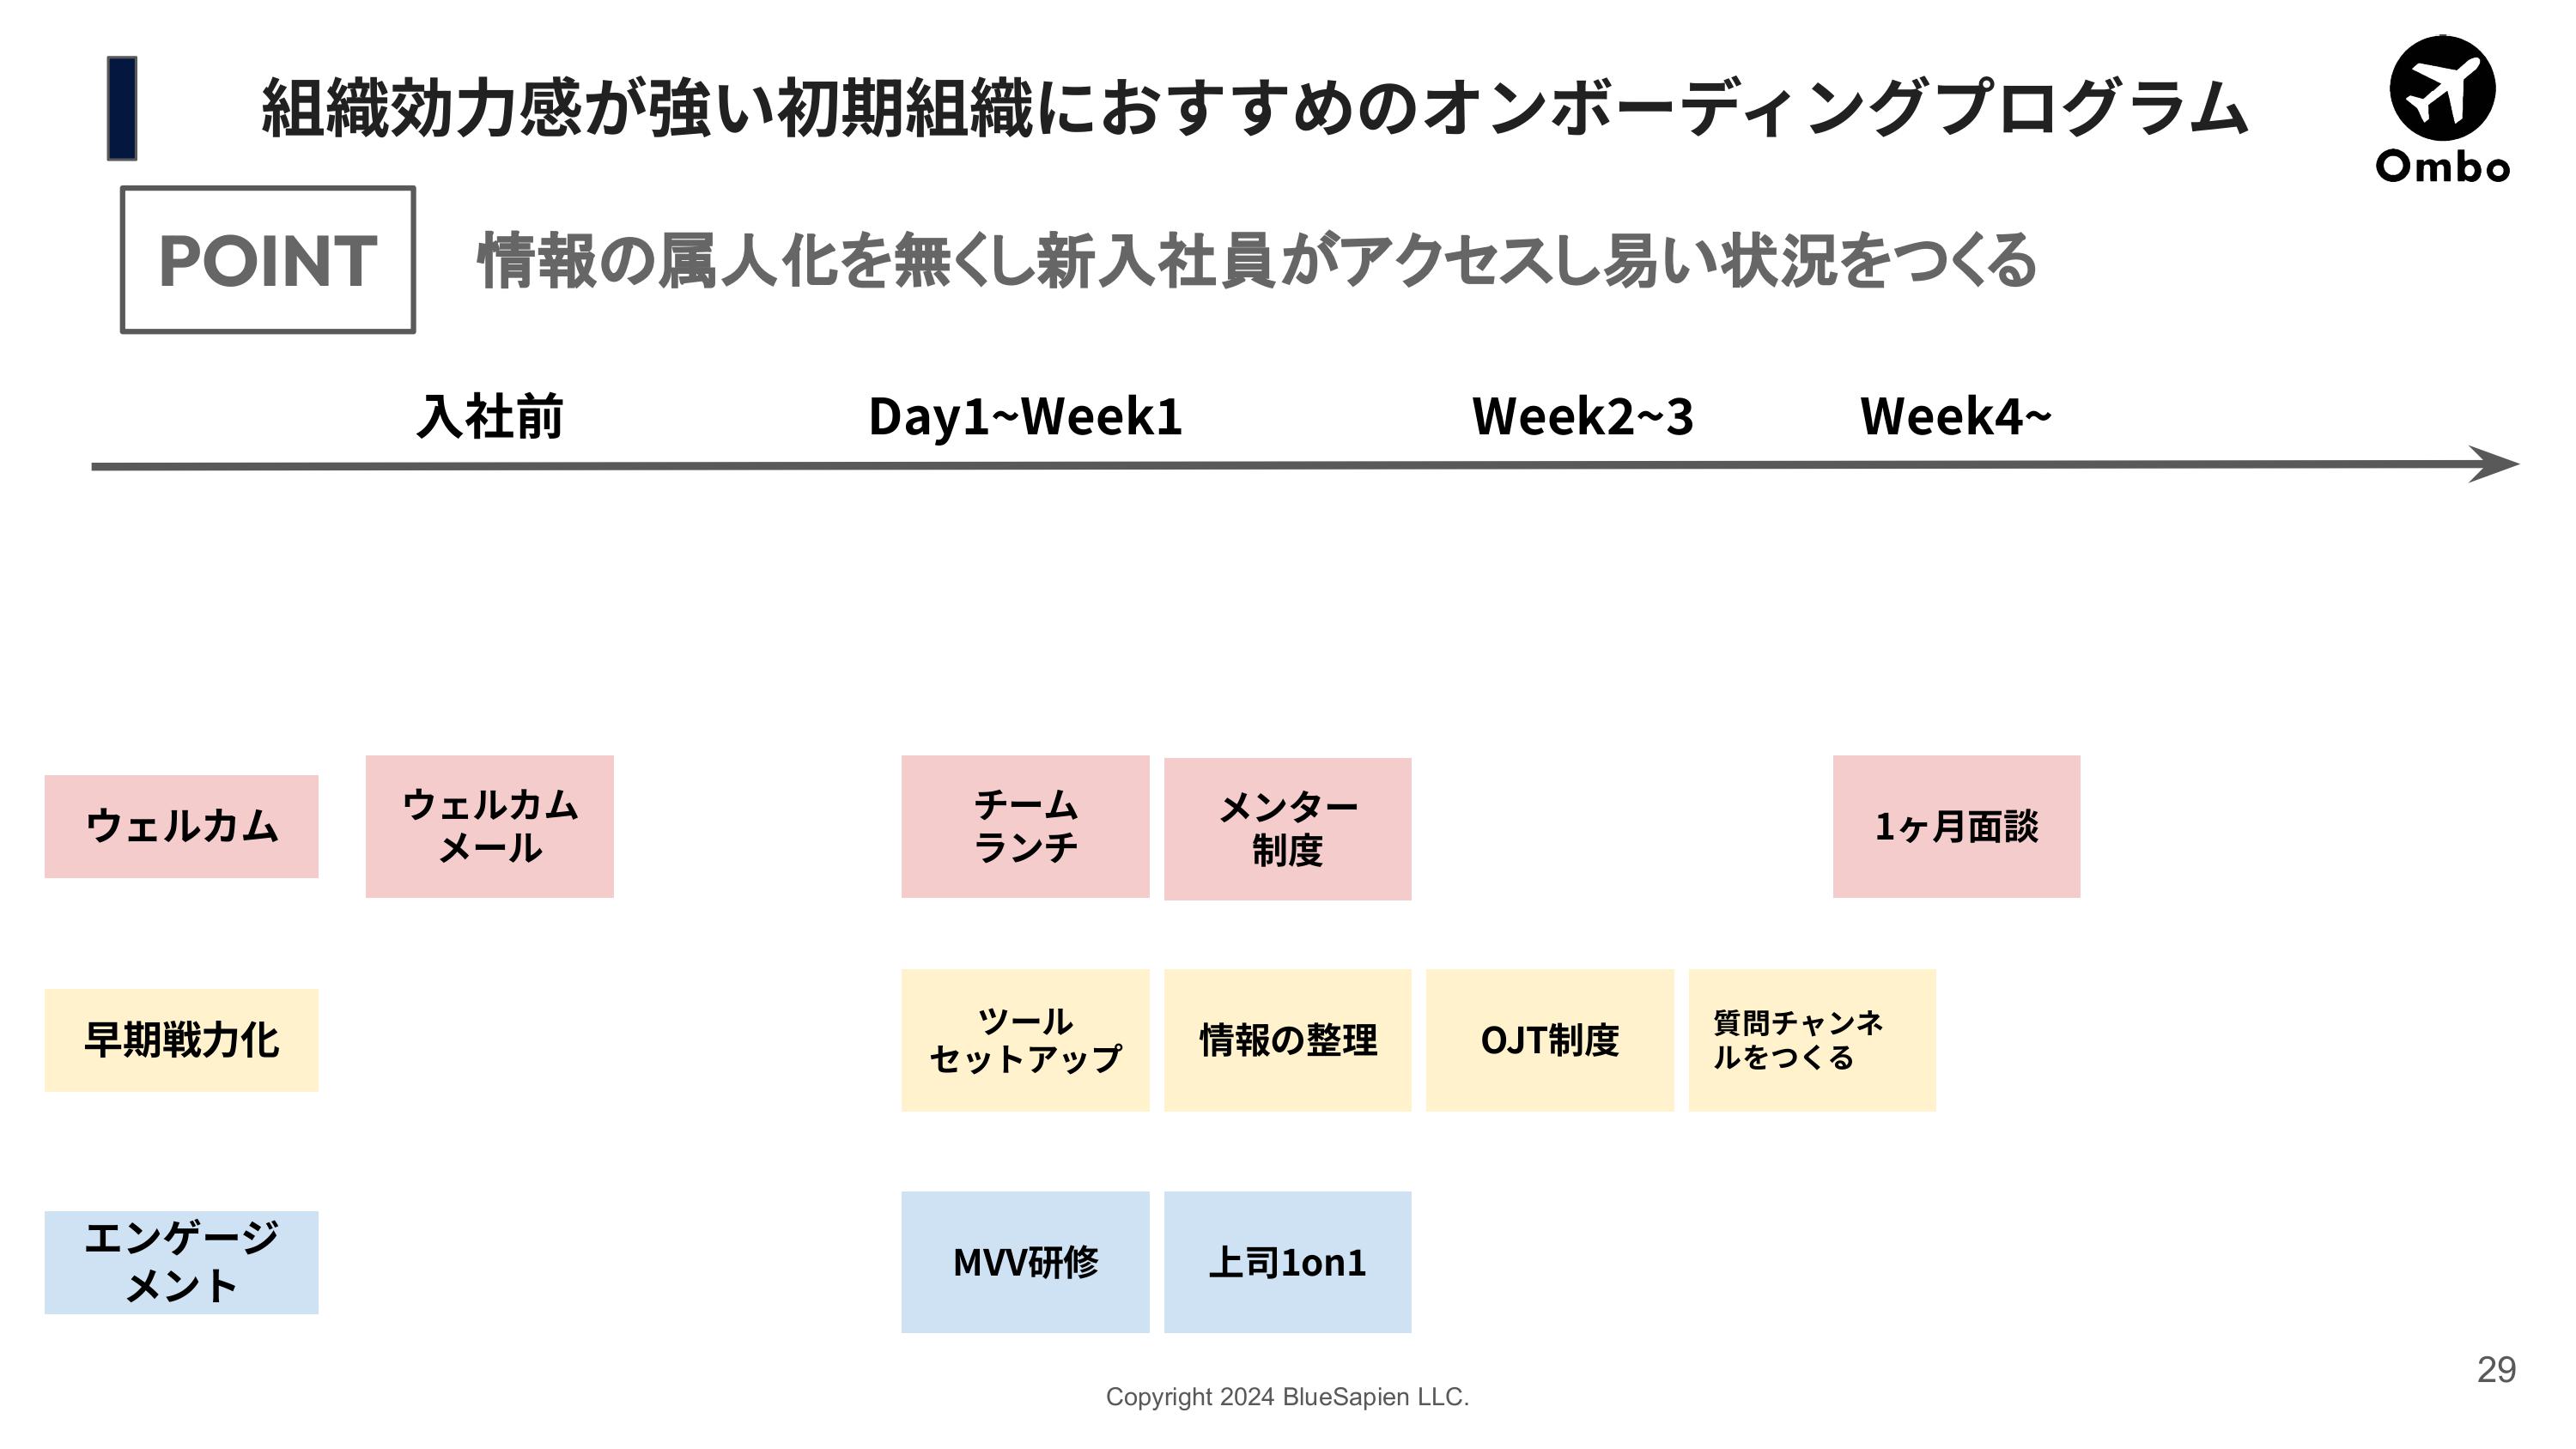 組織効力感が強い初期組織におすすめのオンボーディングプログラム
Ombo
POINT
情報の属人化を無くし新入社員がアクセスし易い状況をつくる
入社前
Day1~Week1
Week2~3
Week4~
ウェルカム
ウェルカム
メール
チーム
ランチ
メンター
制度
1ヶ月面談
早期戦力化
ツール
セットアップ
情報の整理
OJT制度
質問チャンネ
ルをつくる
エンゲージ
メント
MVV研修
上司1on1
29
Copyright 2024 BlueSapien LLC.